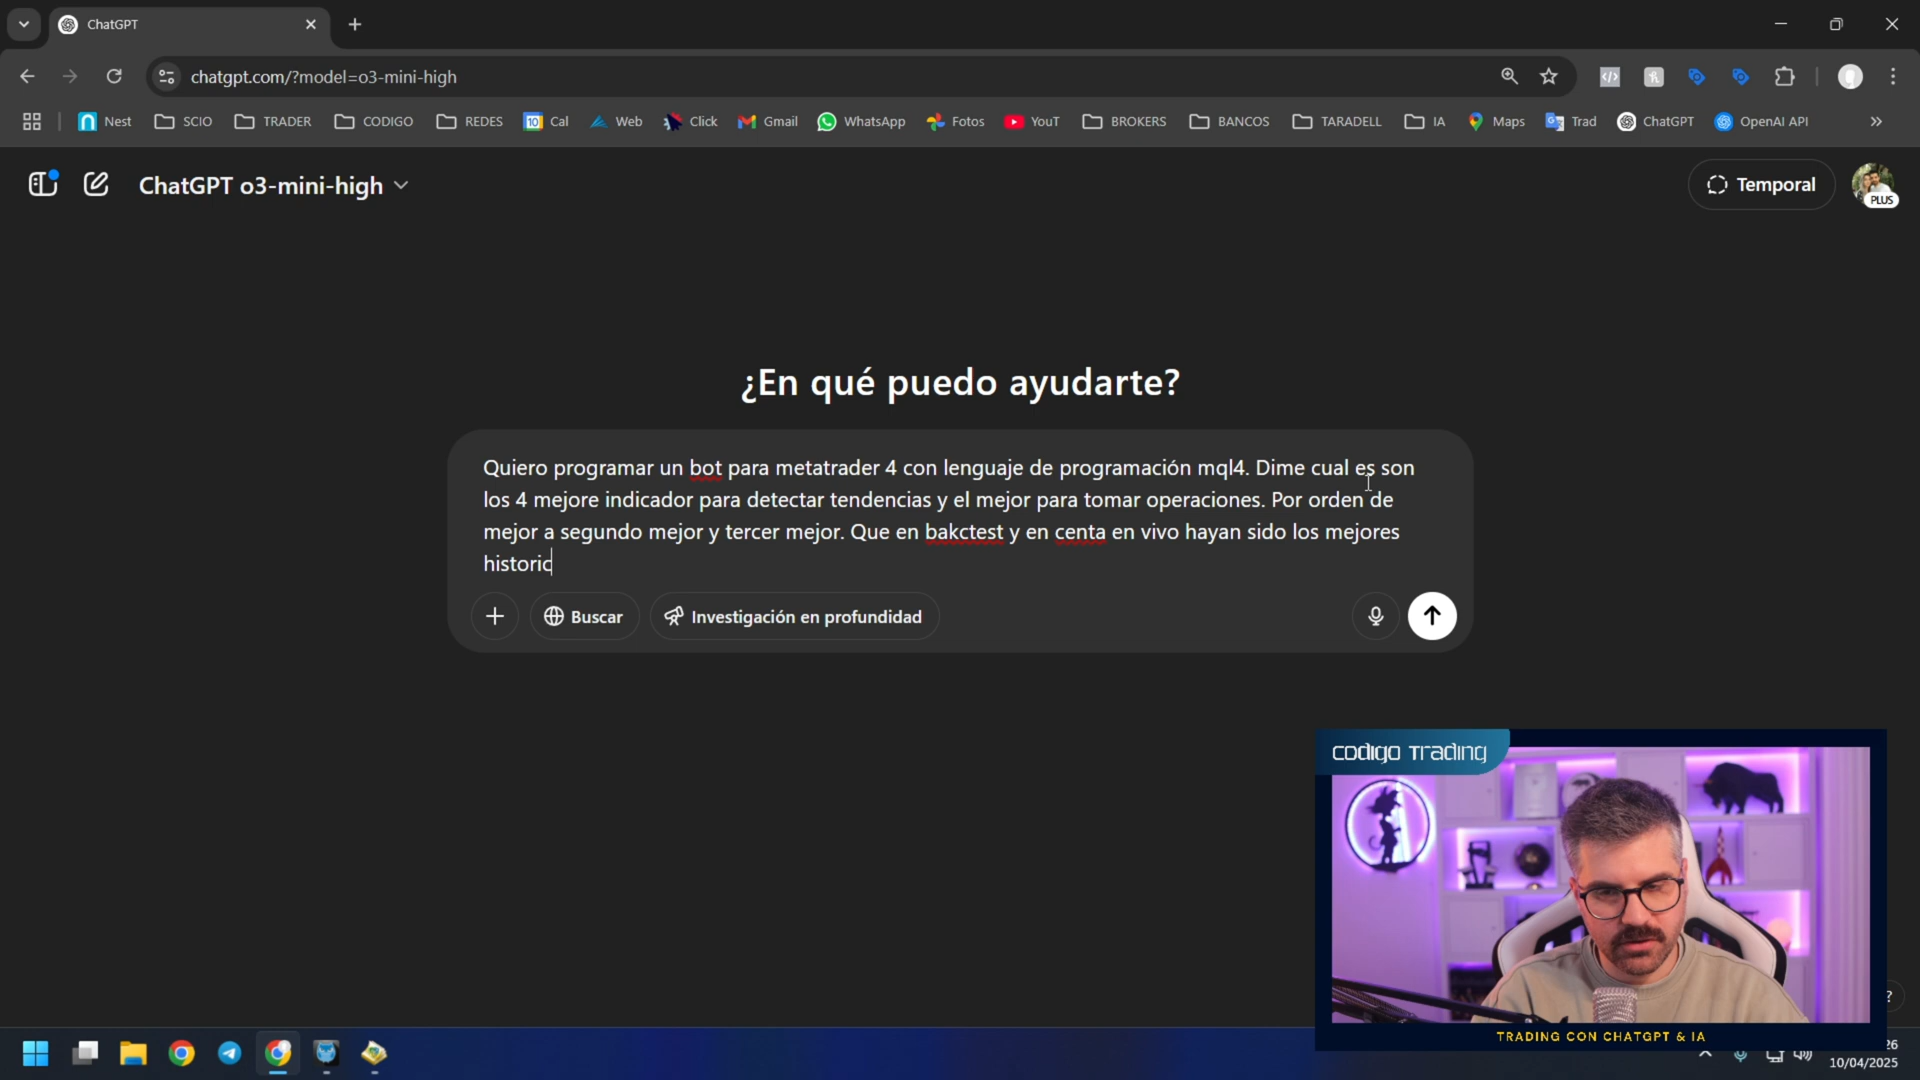 ChatGPT
chatgpt.com/?model=o3-mini-high
Nest SCIO TRADER CODIGO REDES 10 Cal Web Click Gmail WhatsApp Fotos YouT BROKERS BANCOS TARADELL IA Maps Trad ChatGPT OpenAI API
ChatGPT o3-mini-high
Temporal
PLUS
¿En qué puedo ayudarte?
Quiero programar un bot para metatrader 4 con lenguaje de programación mql4. Dime cual es son
los 4 mejore indicador para detectar tendencias y el mejor para tomar operaciones. Por orden de
mejor a segundo mejor y tercer mejor. Que en bakctest y en centa en vivo hayan sido los mejores
historic
Buscar
Investigación en profundidad
codigo Trading
TRADING CON CHATGPT & IA
?
26
10/04/2025